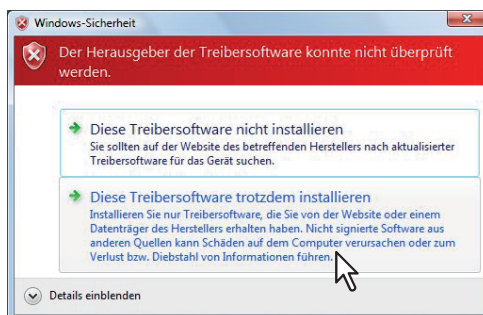 Windows-Sicherheit
Der Herausgeber der Treibersoftware konnte nicht überprüft
werden.
Diese Treibersoftware nicht installieren
Sie sollten auf der Website des betreffenden Herstellers nach aktualisierter
Treibersoftware für das Gerät suchen.
Diese Treibersoftware trotzdem installieren
Installieren Sie nur Treibersoftware, die Sie von der Website oder einem
Datenträger des Herstellers erhalten haben. Nicht signierte Software aus
anderen Quellen kann Schäden auf dem Computer verursachen oder zum
Verlust bzw. Diebstahl von Informationen führen.
Details einblenden